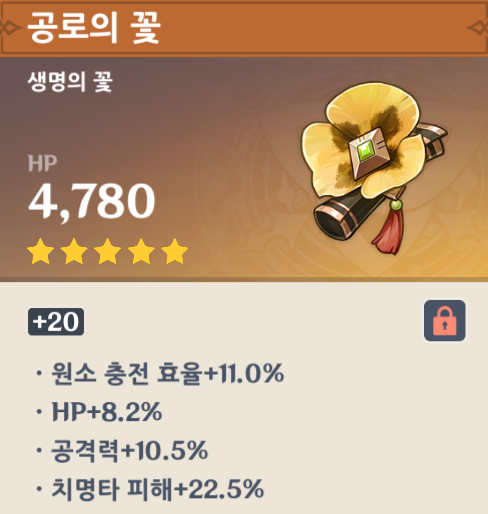 공로의 꽃
생명의 꽃
HP
4,780
+20
· 원소 충전 효율+11.0%
· HP+8.2%
· 공격력+10.5%
· 치명타 피해+22.5%